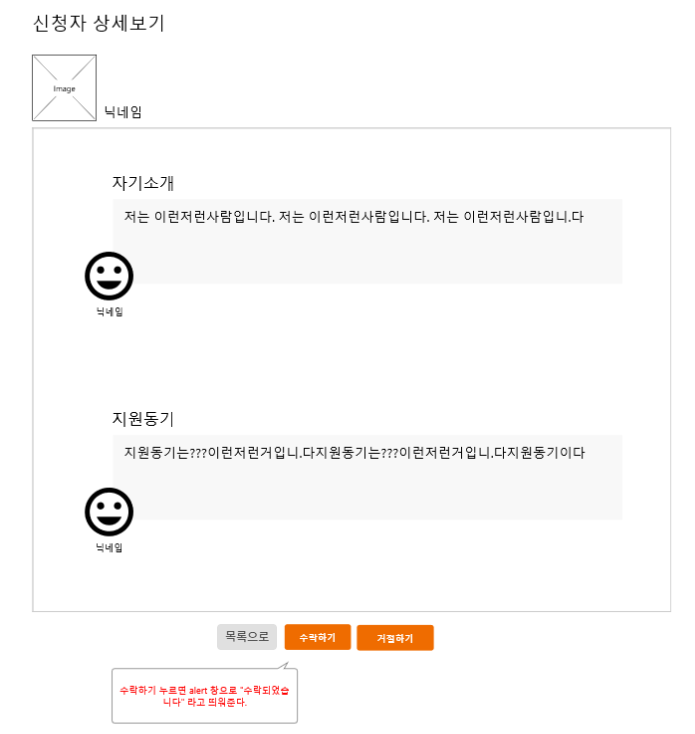 신청자 상세보기
Image
닉네임
자기소개
저는 이런저런사람입니다. 저는 이런저런사람입니다. 저는 이런저런사람입니.다
닉네임
지원동기
지원동기는???이런저런거입니.다지원동기는???이런저런거입니.다지원동기이다
닉네임
목록으로 수락하기 거절하기
수락하기 누르면 alert 창으로 "수락되었습
니다" 라고 띄워준다.